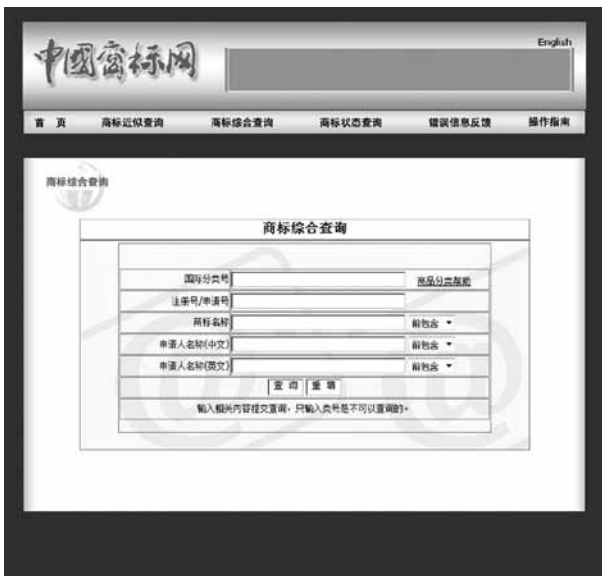 English
中國商标网
首 页 商标近似查询 商标综合查询 商标状态查询 错误信息反馈 操作指南
商标综合查询
商标综合查询
国际分类号 商品分类帮助
注册号/申请号
商标名称 前包含
申请人名称(中文) 前包含
申请人名称(英文) 前包含
查 询 重 填
输入相关内容提交查询,只输入类号是不可以查询的。